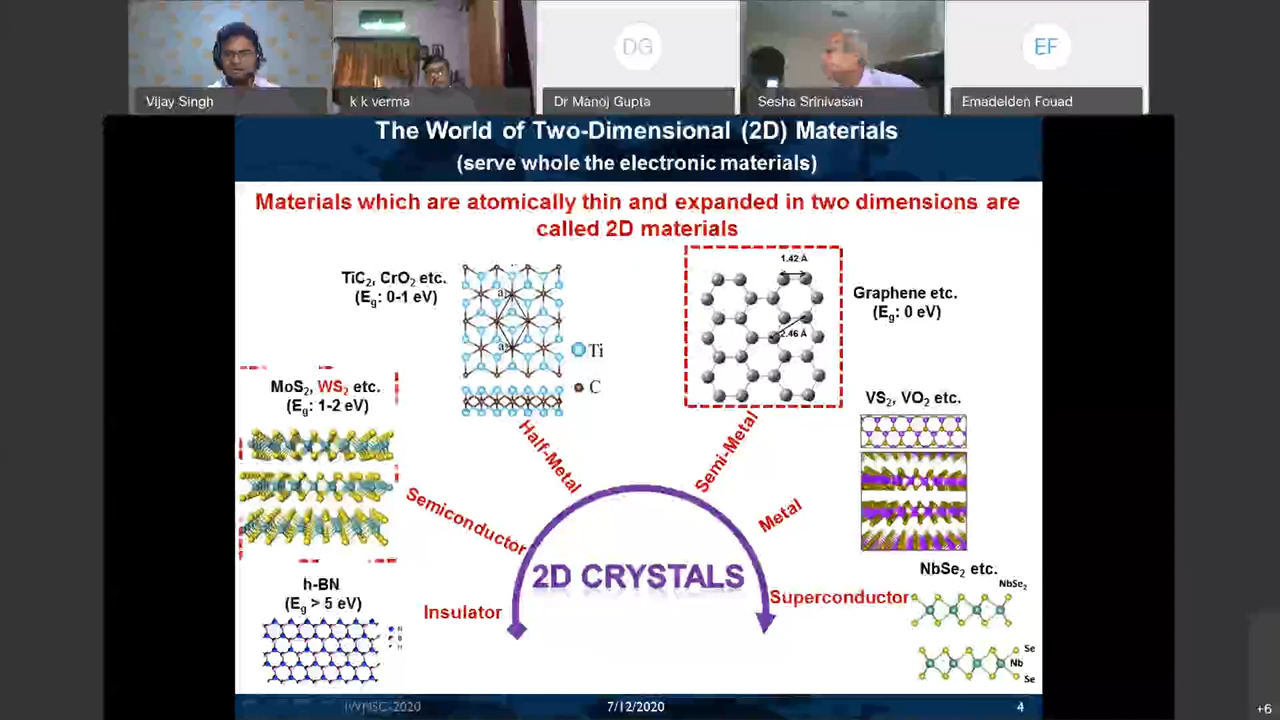 DG
EF
Vijay Singh
k k verma
Dr Manoj Gupta
Sesha Srinivasan
Emadelden Fouad
The World of Two-Dimensional (2D) Materials
(serve whole the electronic materials)
Materials which are atomically thin and expanded in two dimensions are
called 2D materials
TiC₂, CrO₂ etc.
(Eg: 0-1 eV)
Ti
C
1.42 Å
2.46 Å
Graphene etc.
(Eg: 0 eV)
MoS₂, WS₂ etc.
(Eg: 1-2 eV)
VS₂, VO₂ etc.
Half-Metal
Semi-Metal
Semiconductor
Metal
h-BN
(Eg > 5 eV)
Insulator
2D CRYSTALS
Superconductor
NbSe₂ etc.
NbSe₂
Se
Nb
Se
7/12/2020
4
+6